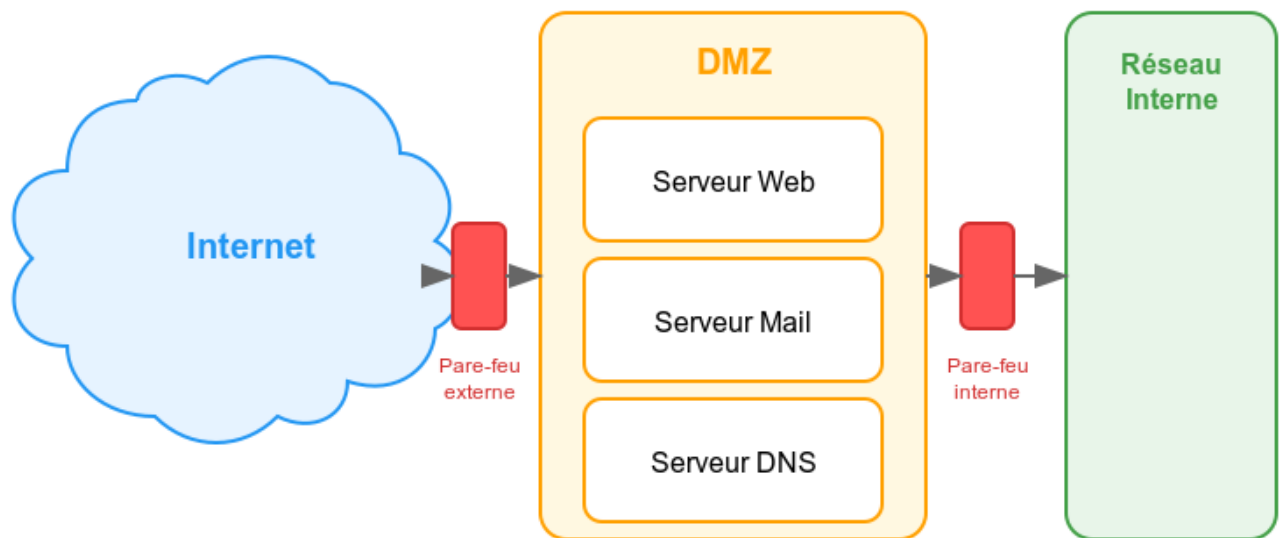 DMZ
Réseau
Interne
Serveur Web
Internet
Serveur Mail
Pare-feu
externe
Pare-feu
interne
Serveur DNS